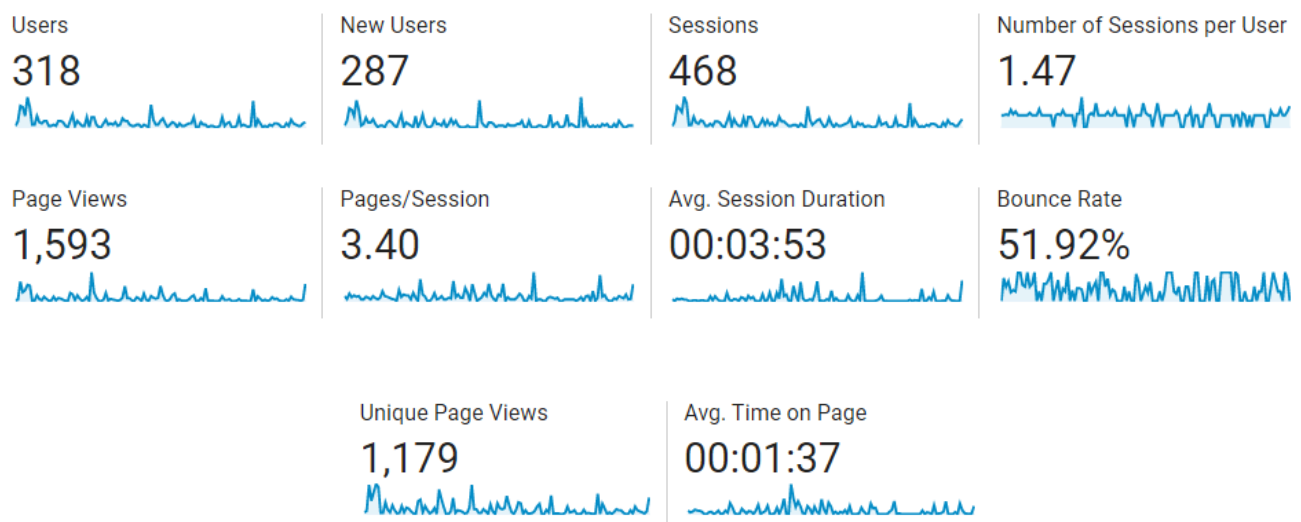 Users
New Users
Sessions
Number of Sessions per User
318
287
468
1.47
Page Views
Pages/Session
Avg. Session Duration
Bounce Rate
1,593
3.40
00:03:53
51.92%
Unique Page Views
Avg. Time on Page
1,179
00:01:37